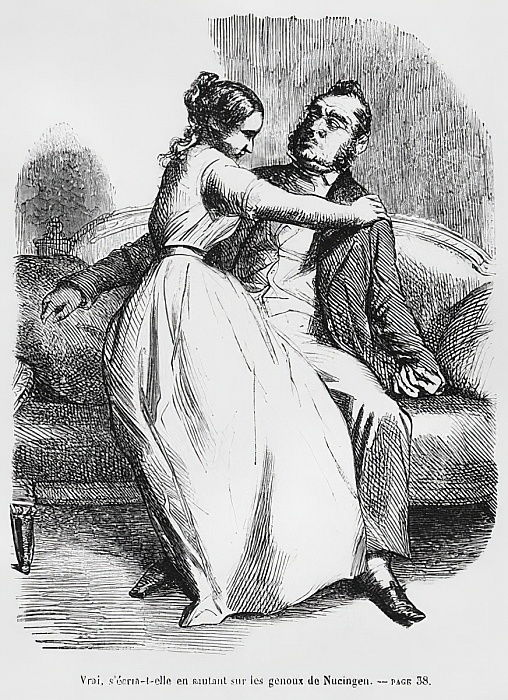 Vrai, s'écria-t-elle en sautant sur les genoux de Nucingen. — PAGE 38.